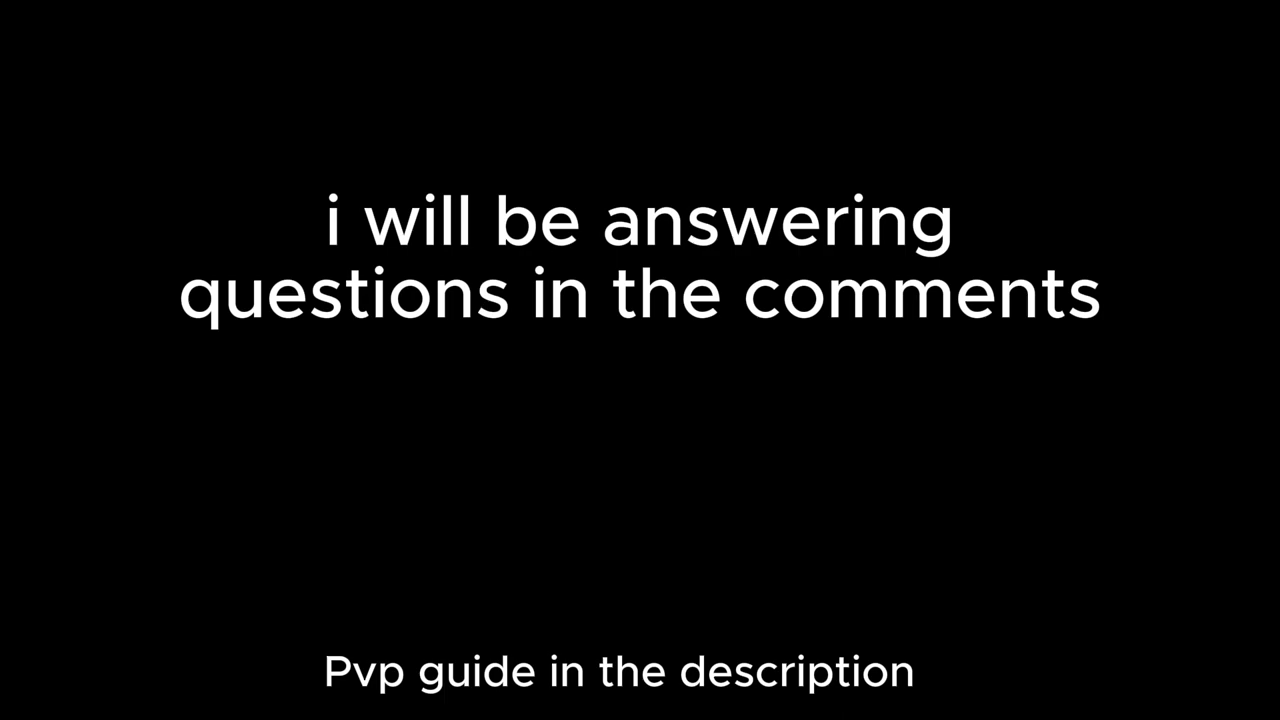 i will be answering
questions in the comments
Pvp guide in the description